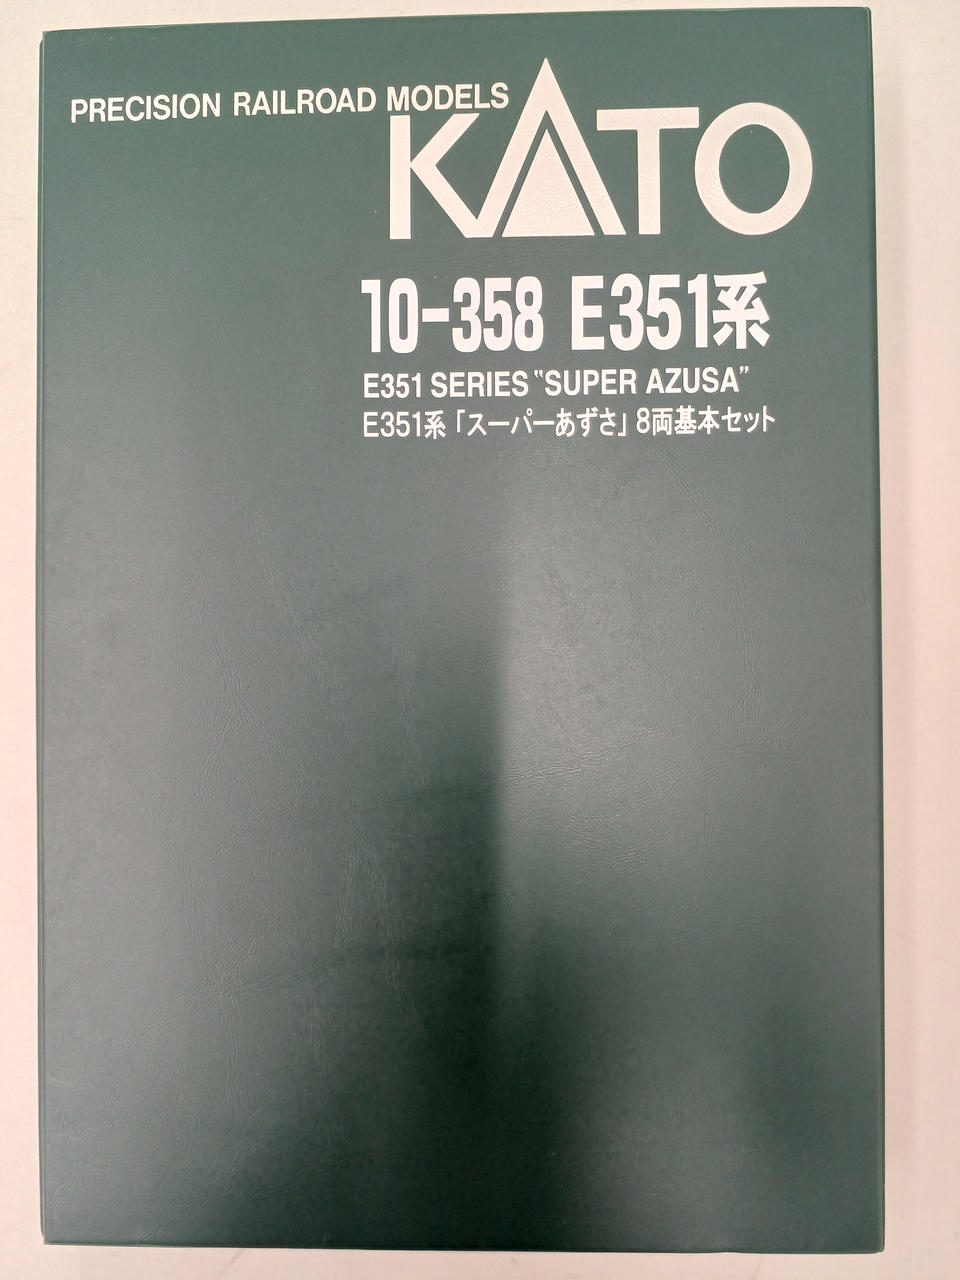 PRECISION RAILROAD MODELS
KATO
10-358 E351系
E351 SERIES “SUPER AZUSA”
E351系「スーパーあずさ」8両基本セット